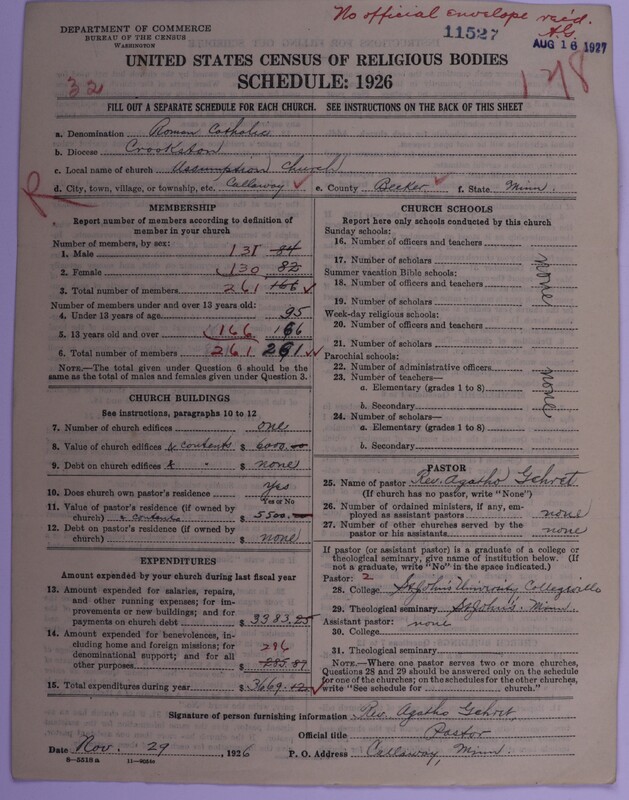 No official envelope rec'd.
DEPARTMENT OF COMMERCE
BUREAU OF THE CENSUS
WASHINGTON
11527
AUG 16 1927
UNITED STATES CENSUS OF RELIGIOUS BODIES
SCHEDULE: 1926
32
178
FILL OUT A SEPARATE SCHEDULE FOR EACH CHURCH. SEE INSTRUCTIONS ON THE BACK OF THIS SHEET
a. Denomination Roman Catholic
b. Diocese Crookston
c. Local name of church Assumption Church
R
d. City, town, village, or township, etc. Callaway e. County Becker f. State Minn.
MEMBERSHIP
Report number of members according to definition of
member in your church
Number of members, by sex:
1. Male 131 84
2. Female 130 82
3. Total number of members 261 166
Number of members under and over 13 years old:
4. Under 13 years of age 95
5. 13 years old and over 166 166
6. Total number of members 261 261
NOTE.—The total given under Question 6 should be
same as the total of males and females given under Question 3.
CHURCH BUILDINGS
See instructions, paragraphs 10 to 12
7. Number of church edifices one
8. Value of church edifices & contents $ 6000.
9. Debt on church edifices & " $ none
10. Does church own pastor's residence Yes
Yes or No
11. Value of pastor's residence (if owned by
church) & contents $ 5500.
12. Debt on pastor's residence (if owned by
church) $ none
EXPENDITURES
Amount expended by your church during last fiscal year
13. Amount expended for salaries, repairs,
and other running expenses; for im-
provements or new buildings; and for
payments on church debt $ 3383.25
14. Amount expended for benevolences,
including home and foreign missions; for
denominational support; and for all
other purposes 286 $ 285.87
15. Total expenditures during year $ 3669.12
CHURCH SCHOOLS
Report here only schools conducted by this church
Sunday schools:
16. Number of officers and teachers
17. Number of scholars
Summer vacation Bible schools:
18. Number of officers and teachers
none
19. Number of scholars
Week-day religious schools:
20. Number of officers and teachers
21. Number of scholars
Parochial schools:
22. Number of administrative officers
23. Number of teachers—
a. Elementary (grades 1 to 8)
none
b. Secondary
24. Number of scholars—
a. Elementary (grades 1 to 8)
b. Secondary
PASTOR
25. Name of pastor Rev. Agatho Gehret
(If church has no pastor, write "None")
26. Number of ordained ministers, if any, em-
ployed as assistant pastors none
27. Number of other churches served by the
pastor or his assistants none
If pastor (or assistant pastor) is a graduate of a college or
theological seminary, give name of institution below. (If
not a graduate, write "No" in the space indicated.)
Pastor: 2
28. College St John's University Collegeville
29. Theological seminary St John's. Minn.
Assistant pastor: none
30. College
31. Theological seminary
NOTE.—Where one pastor serves two or more churches,
Questions 28 and 29 should be answered only on the schedule
for one of the churches; on the schedules for the other churches,
write "See schedule for church."
Signature of person furnishing information Rev. Agatho Gehret,
Official title Pastor
Date Nov. 29, 1926 P. O. Address Callaway, Minn.
8—5518a 11—9024c